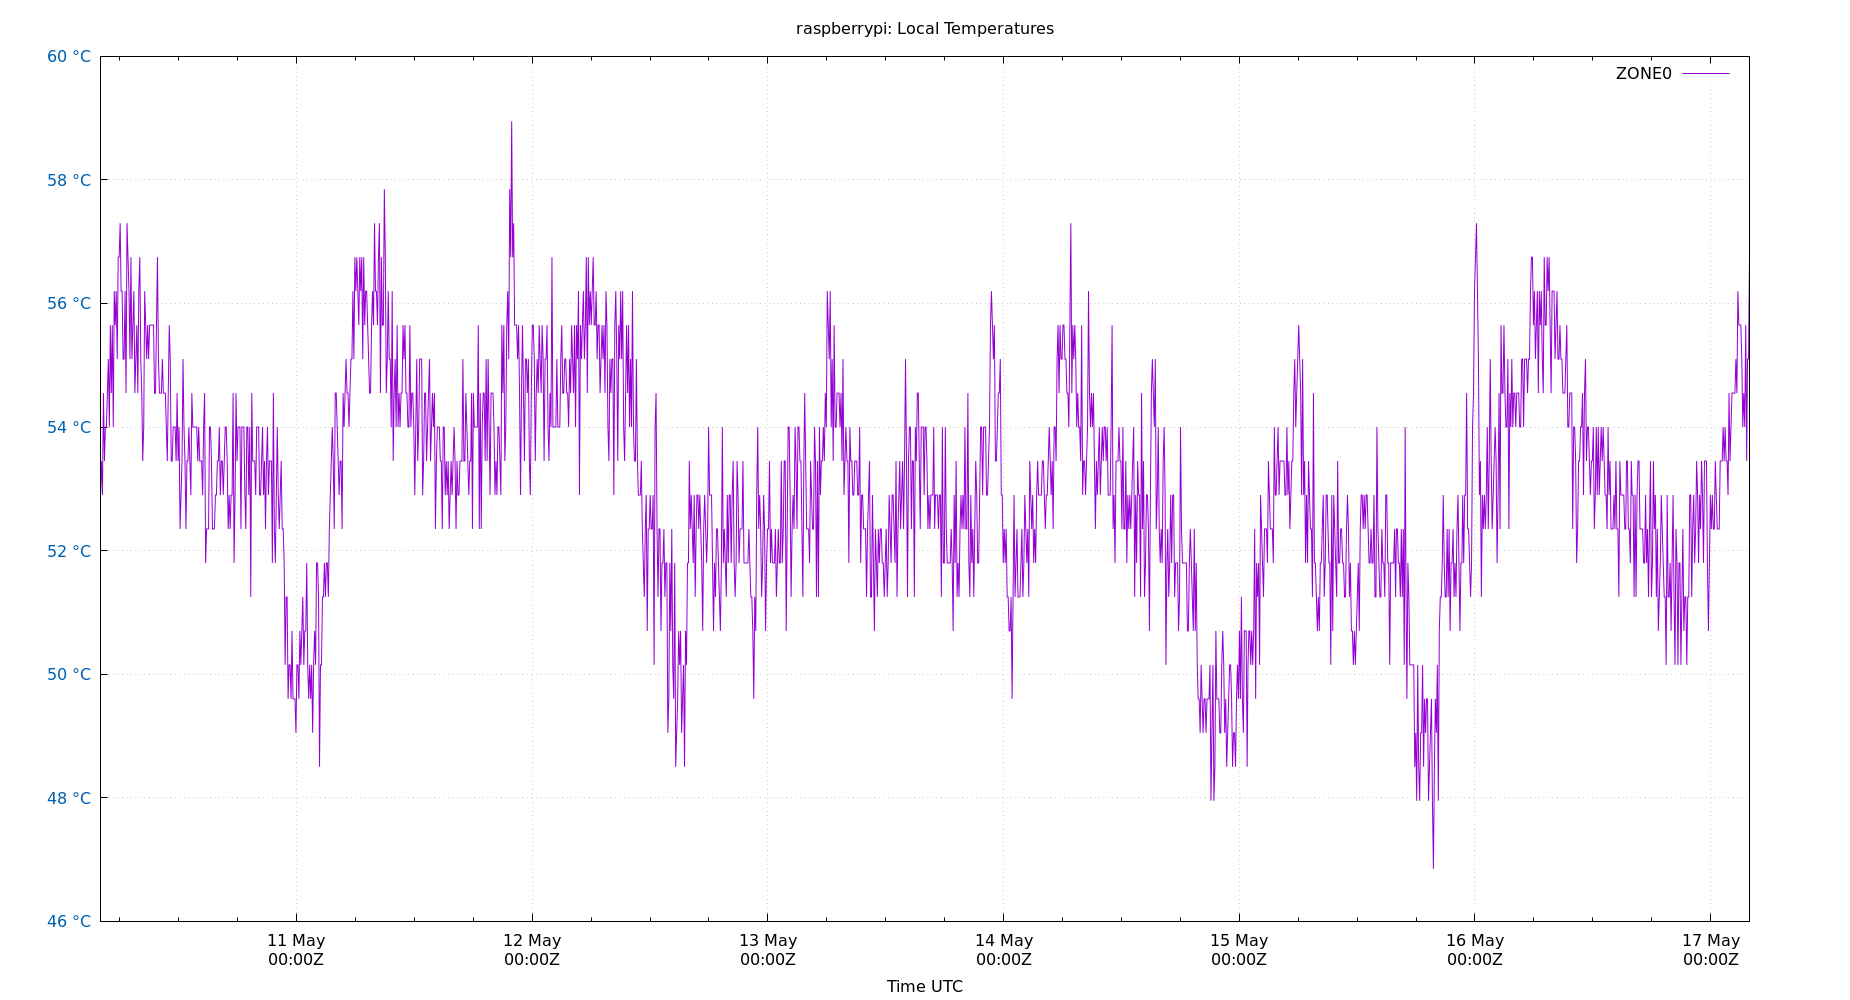 raspberrypi: Local Temperatures
ZONE0
60 °C
58 °C
56 °C
54 °C
52 °C
50 °C
48 °C
46 °C
11 May 12 May 13 May 14 May 15 May 16 May 17 May
00:00Z 00:00Z 00:00Z 00:00Z 00:00Z 00:00Z 00:00Z
Time UTC